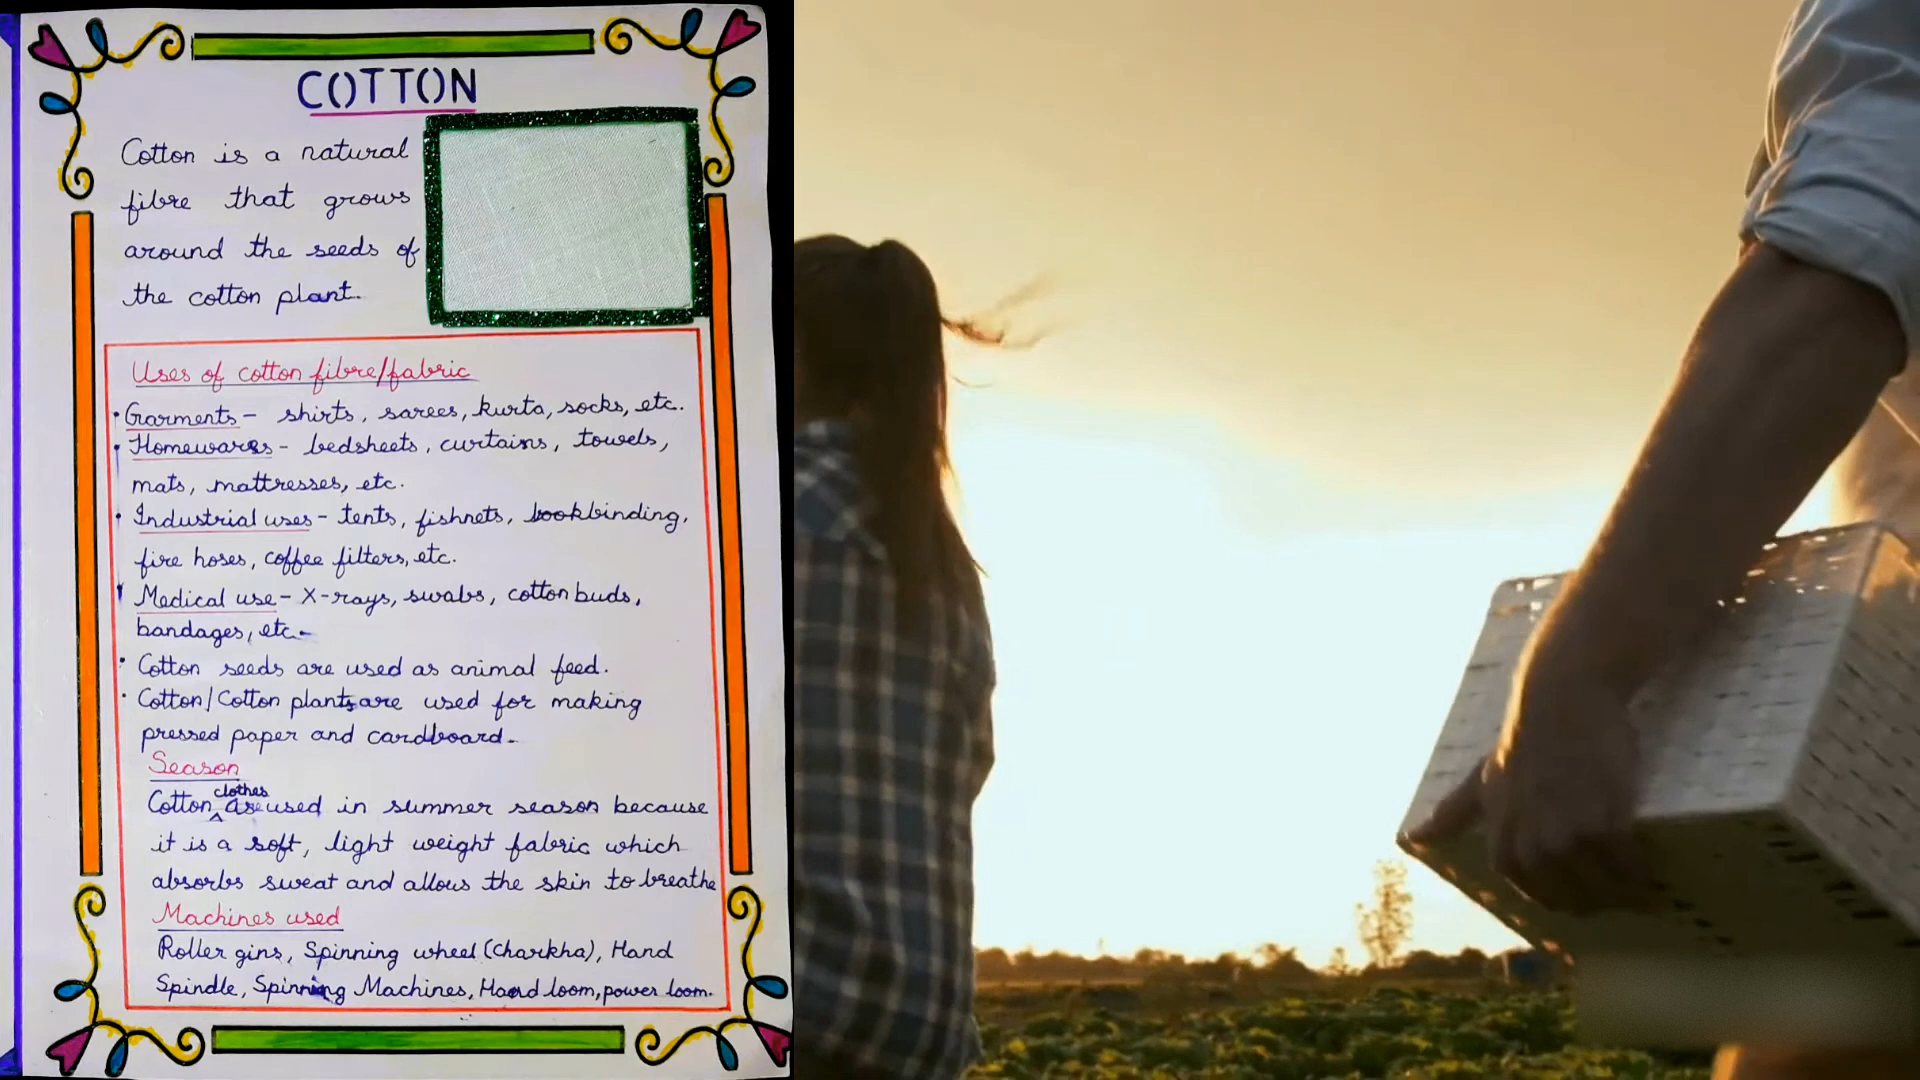 COTTON
Cotton is a natural
fibre that grows
around the seeds of
the cotton plant.
Uses of cotton fibre/fabric
• Garments - shirts, sarees, kurta, socks, etc.
• Homewares - bedsheets, curtains, towels,
mats, mattresses, etc.
• Industrial uses - tents, fishnets, bookbinding,
fire hoses, coffee filters, etc.
• Medical use - X-rays, swabs, cotton buds,
bandages, etc.
• Cotton seeds are used as animal feed.
• Cotton/Cotton plants are used for making
pressed paper and cardboard.
Season
Cotton clothes are used in summer season because
it is a soft, light weight fabric which
absorbs sweat and allows the skin to breathe
Machines used
Roller gins, Spinning wheel (Charkha), Hand
Spindle, Spinning Machines, Hand loom, power loom.